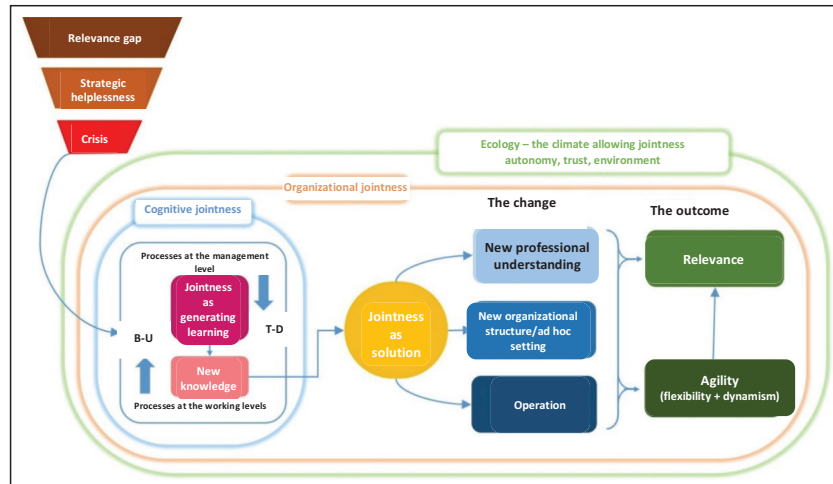 Relevance gap
Strategic
helplessness
Crisis
Ecology – the climate allowing jointness
autonomy, trust, environment
Organizational jointness
Cognitive jointness
Processes at the management
level
Jointness
as
generating
learning
B-U
T-D
New
knowledge
Processes at the working levels
Jointness
as
solution
The change
New professional
understanding
New organizational
structure/ad hoc
setting
Operation
The outcome
Relevance
Agility
(flexibility + dynamism)